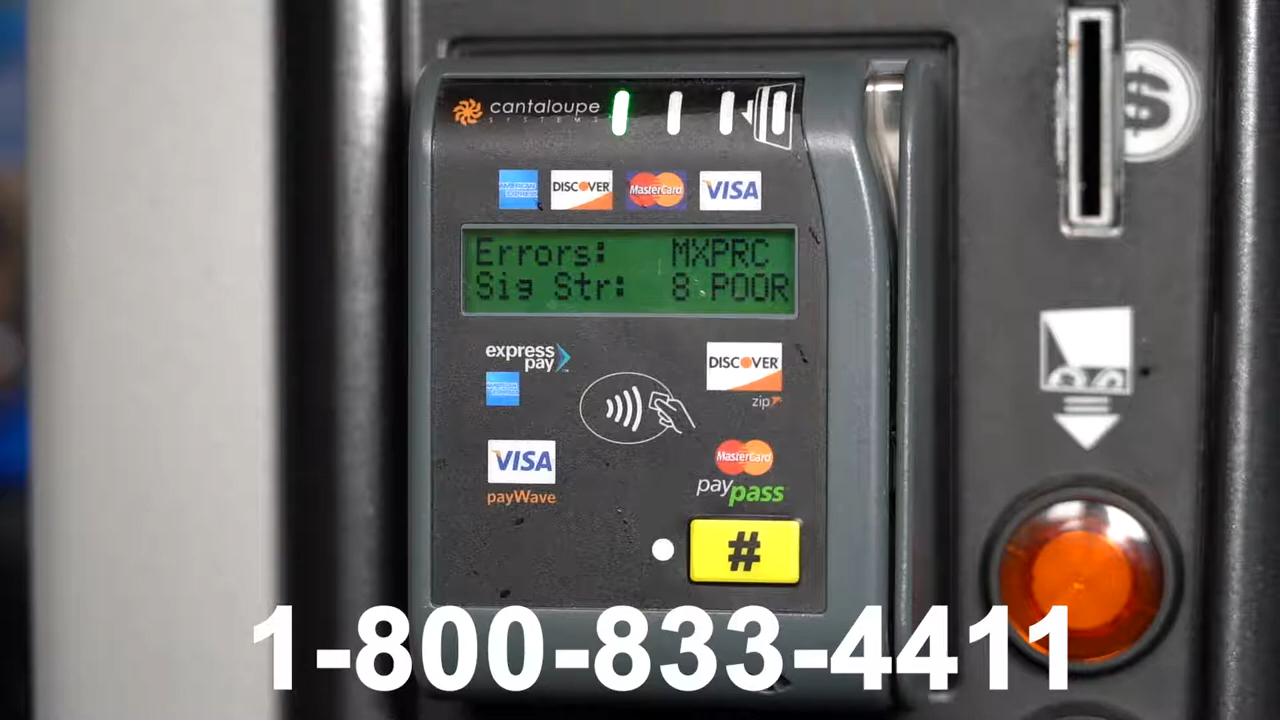 cantaloupe
SYSTEMS
AMERICAN EXPRESS
DISCOVER
MasterCard
VISA
Errors: MXPRC
Sig Str: 8 POOR
express pay
AMERICAN EXPRESS
DISCOVER
zip
VISA
payWave
MasterCard
paypass
#
$
1-800-833-4411